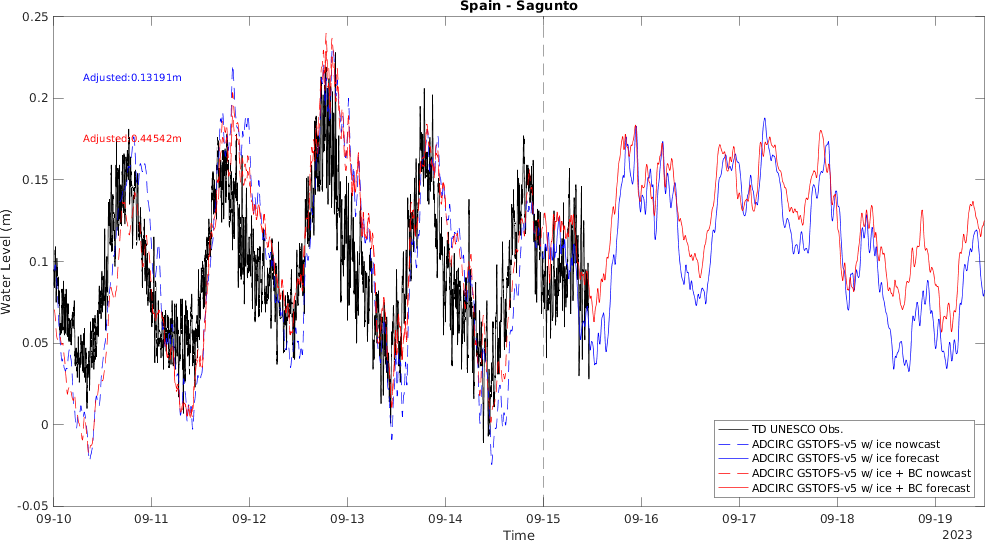 Spain - Sagunto
0.25
0.2
0.15
0.1
0.05
0
-0.05
Water Level (m)
Adjusted:0.13191m
Adjusted:0.44542m
TD UNESCO Obs.
ADCIRC GSTOFS-v5 w/ ice nowcast
ADCIRC GSTOFS-v5 w/ ice forecast
ADCIRC GSTOFS-v5 w/ ice + BC nowcast
ADCIRC GSTOFS-v5 w/ ice + BC forecast
09-10 09-11 09-12 09-13 09-14 09-15 09-16 09-17 09-18 09-19
Time
2023